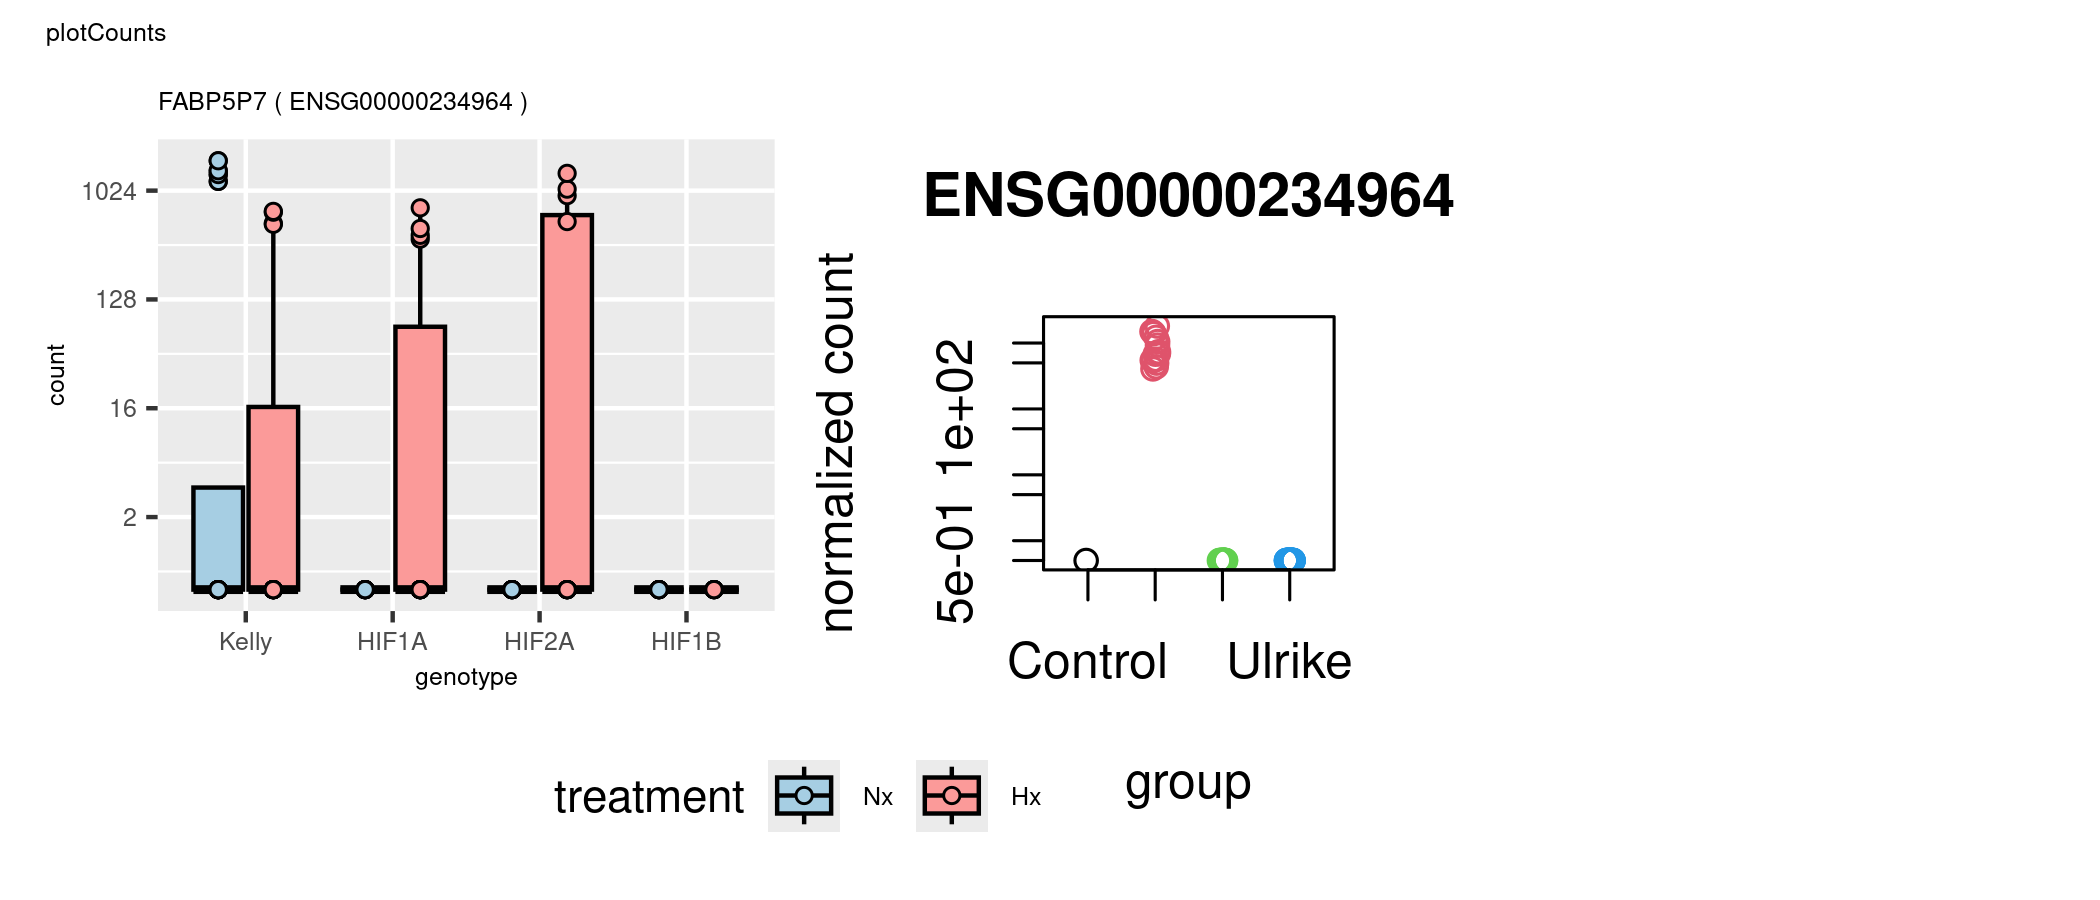 plotCounts
FABP5P7 ( ENSG00000234964 )
1024
128
16
2
count
Kelly
HIF1A
HIF2A
HIF1B
genotype
ENSG00000234964
normalized count
5e-01
1e+02
Control
Ulrike
group
treatment
Nx
Hx